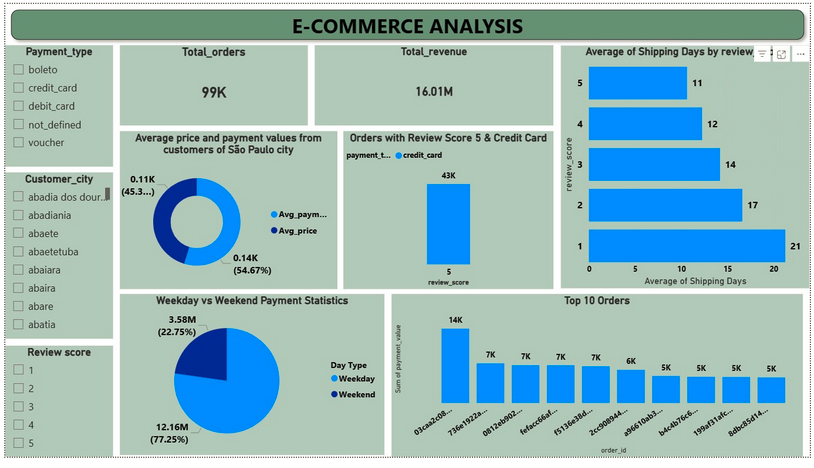 E-COMMERCE ANALYSIS
Payment_type
boleto
credit_card
debit_card
not_defined
voucher
Customer_city
abadia dos dour...
abadiania
abaete
abaetetuba
abaiara
abaira
abare
abatia
Review score
1
2
3
4
5
Total_orders
99K
Total_revenue
16.01M
Average price and payment values from
customers of São Paulo city
0.11K
(45.3...)
0.14K
(54.67%)
Avg_paym...
Avg_price
Orders with Review Score 5 & Credit Card
payment_t...
credit_card
43K
5
review_score
Average of Shipping Days by review_
review_score
5
11
4
12
3
14
2
17
1
21
0
5
10
15
20
Average of Shipping Days
Weekday vs Weekend Payment Statistics
3.58M
(22.75%)
12.16M
(77.25%)
Day Type
Weekday
Weekend
Top 10 Orders
Sum of payment_value
14K
7K
7K
7K
7K
6K
5K
5K
5K
5K
03caa2c08...
736e1922a...
0812eb902...
fefacc66af...
f5136e38d...
2cc908944...
a96610ab3...
b4c4b76c6...
199af31afc...
8dbc85d14...
order_id